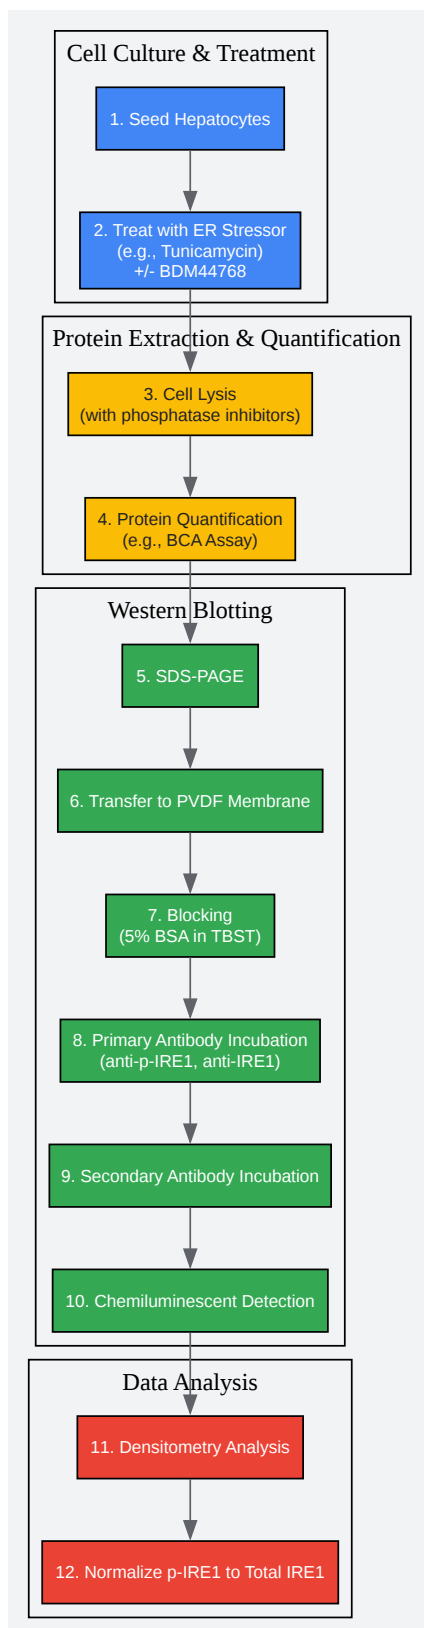 Cell Culture & Treatment
1. Seed Hepatocytes
2. Treat with ER Stressor
(e.g., Tunicamycin)
+/- BDM44768
Protein Extraction & Quantification
3. Cell Lysis
(with phosphatase inhibitors)
4. Protein Quantification
(e.g., BCA Assay)
Western Blotting
5. SDS-PAGE
6. Transfer to PVDF Membrane
7. Blocking
(5% BSA in TBST)
8. Primary Antibody Incubation
(anti-p-IRE1, anti-IRE1)
9. Secondary Antibody Incubation
10. Chemiluminescent Detection
Data Analysis
11. Densitometry Analysis
12. Normalize p-IRE1 to Total IRE1